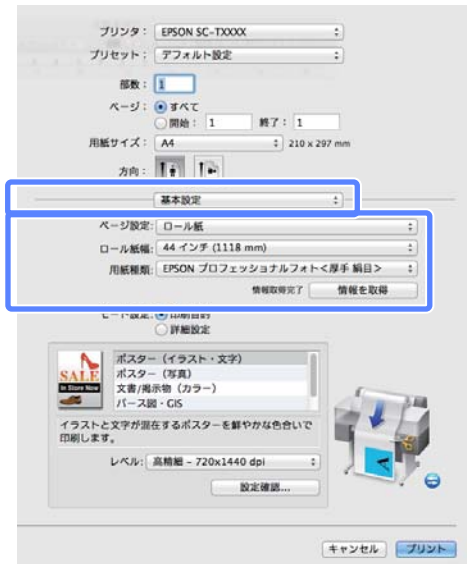 プリンタ： EPSON SC-TXXXX
プリセット： デフォルト設定
部数： 1
ページ： すべて
開始： 1 終了： 1
用紙サイズ： A4 210 x 297 mm
方向：
基本設定
ページ設定: ロール紙
ロール紙幅: 44 インチ (1118 mm)
用紙種類: EPSON プロフェッショナルフォト<厚手 絹目>
情報取得完了 情報を取得
モード設定: 印刷目的
詳細設定
SALE
In Store Now
ポスター（イラスト・文字）
ポスター（写真）
文書/掲示物（カラー）
パース図・GIS
イラストと文字が混在するポスターを鮮やかな色合いで
印刷します。
レベル: 高精細 – 720x1440 dpi
設定確認...
キャンセル プリント